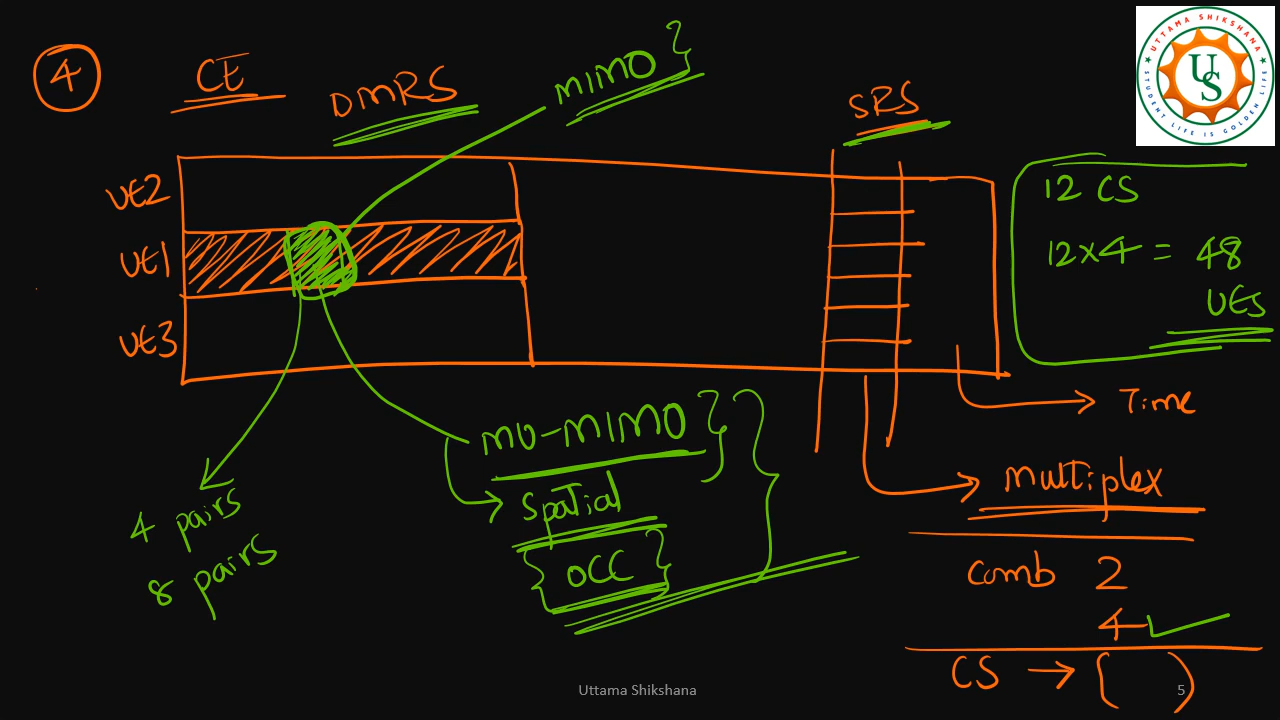 4
CE
DMRS
MIMO }
SRS
UTTAMA SHIKSHANA
US
STUDENT LIFE IS GOLDEN LIFE
UE2
UE1
UE3
12 CS
12x4 = 48
UES
Time
MU-MIMO }
Spatial
{ OCC }
4 pairs
8 pairs
Multiplex
Comb 2
4
CS → ( )
Uttama Shikshana
5